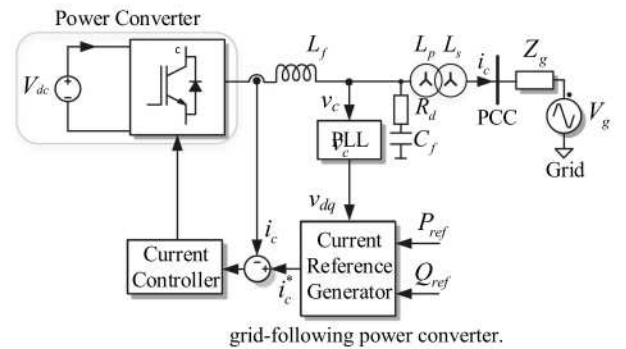 Power Converter
V_dc
c
L_f
L_p L_s
i_c
Z_g
v_c
R_d
PCC
V_g
PLL
v_c
C_f
Grid
v_dq
i_c
P_ref
Current
Controller
- +
i_c^*
Current
Reference
Generator
Q_ref
grid-following power converter.